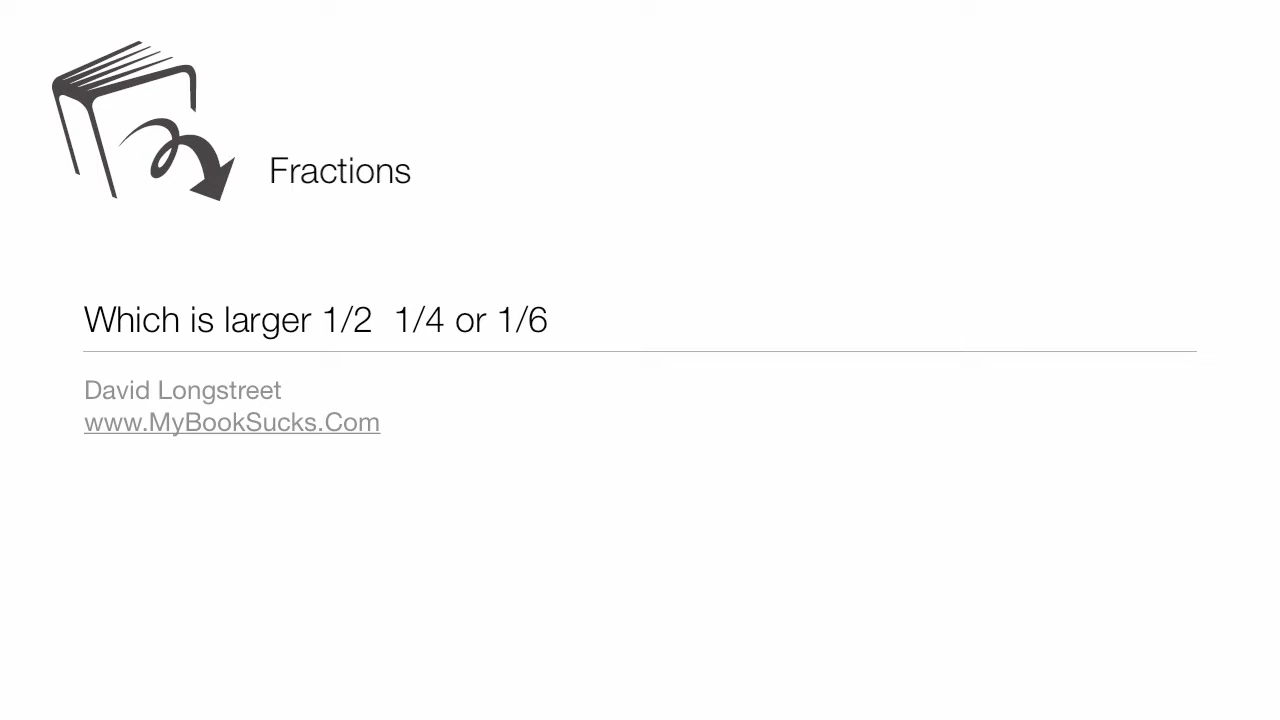 Fractions
Which is larger 1/2  1/4 or 1/6
David Longstreet
www.MyBookSucks.Com